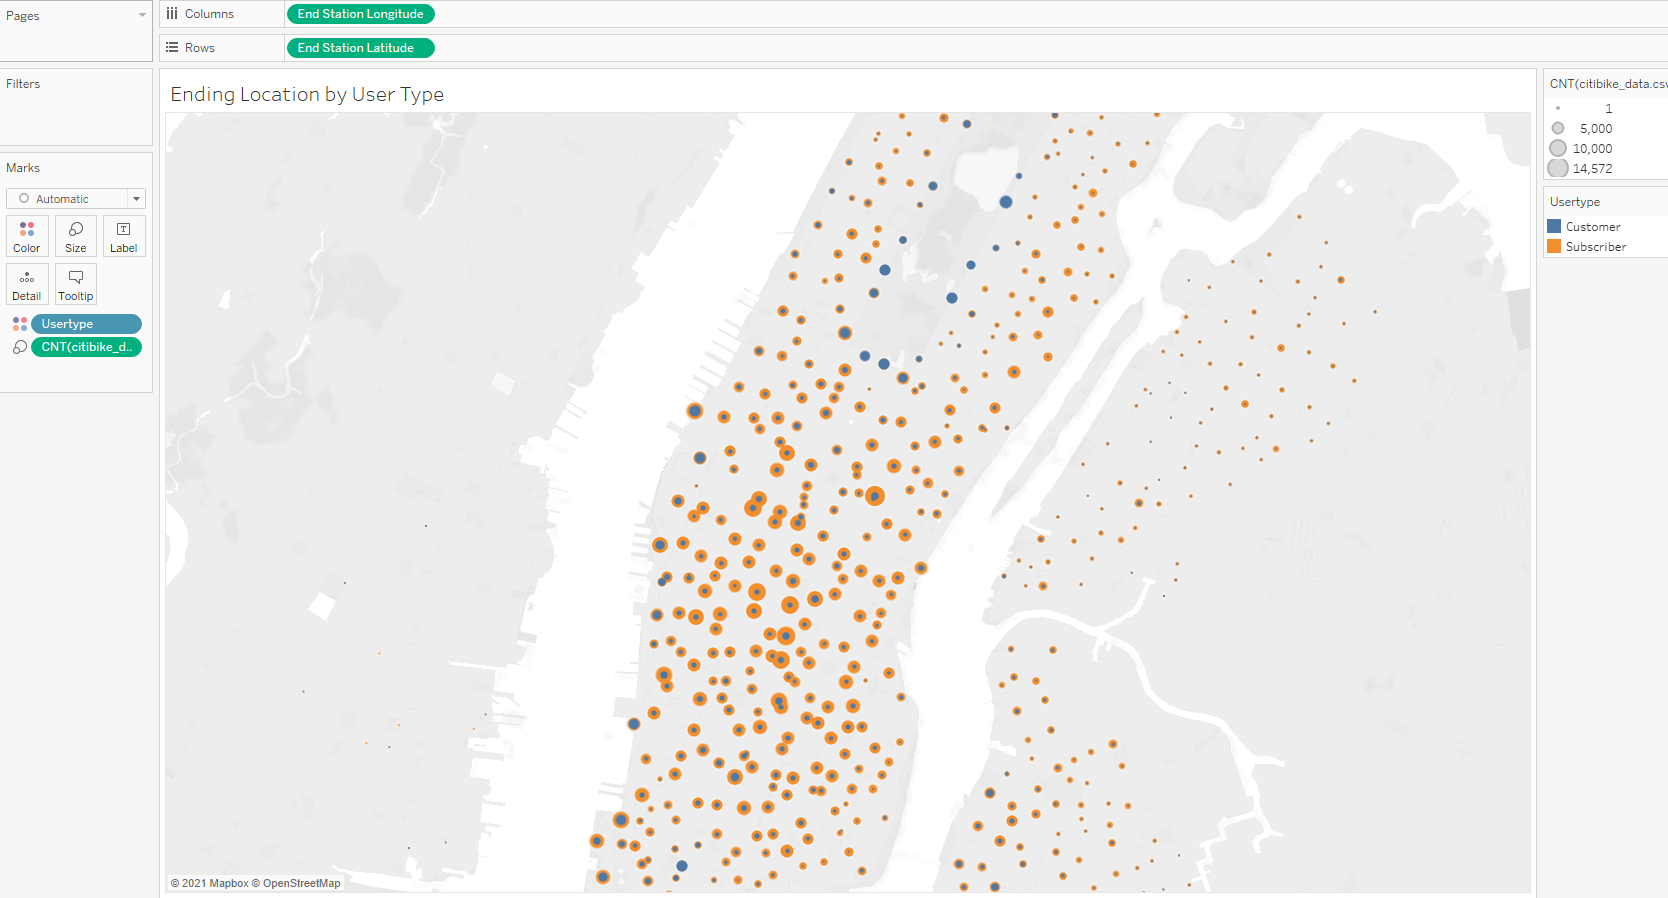 Pages
Columns
End Station Longitude
Rows
End Station Latitude
Filters
Marks
Automatic
Color
Size
Label
Detail
Tooltip
Usertype
CNT(citibike_d..
Ending Location by User Type
© 2021 Mapbox © OpenStreetMap
CNT(citibike_data.csv
1
5,000
10,000
14,572
Usertype
Customer
Subscriber